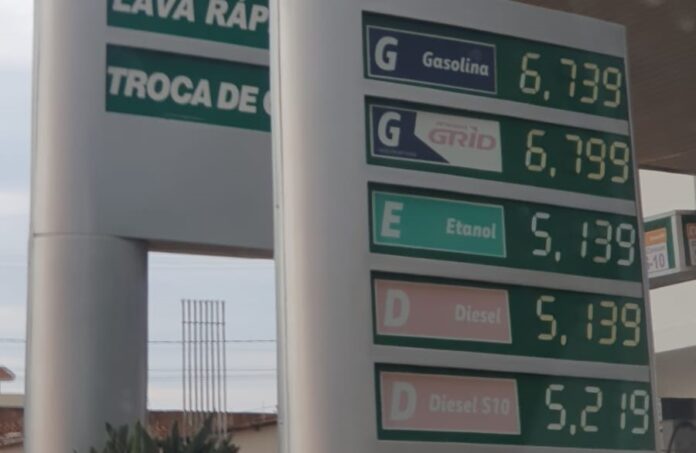 LAVA RÁP
TROCA DE
G Gasolina 6,739
G GRID 6,799
E Etanol 5,139
D Diesel 5,139
D Diesel S10 5,219